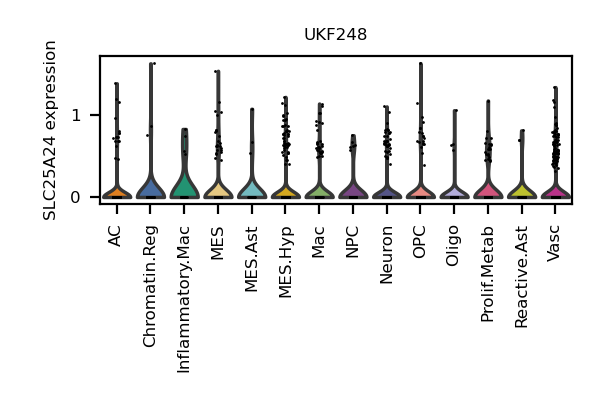 UKF248
SLC25A24 expression
1
0
AC
Chromatin.Reg
Inflammatory.Mac
MES
MES.Ast
MES.Hyp
Mac
NPC
Neuron
OPC
Oligo
Prolif.Metab
Reactive.Ast
Vasc